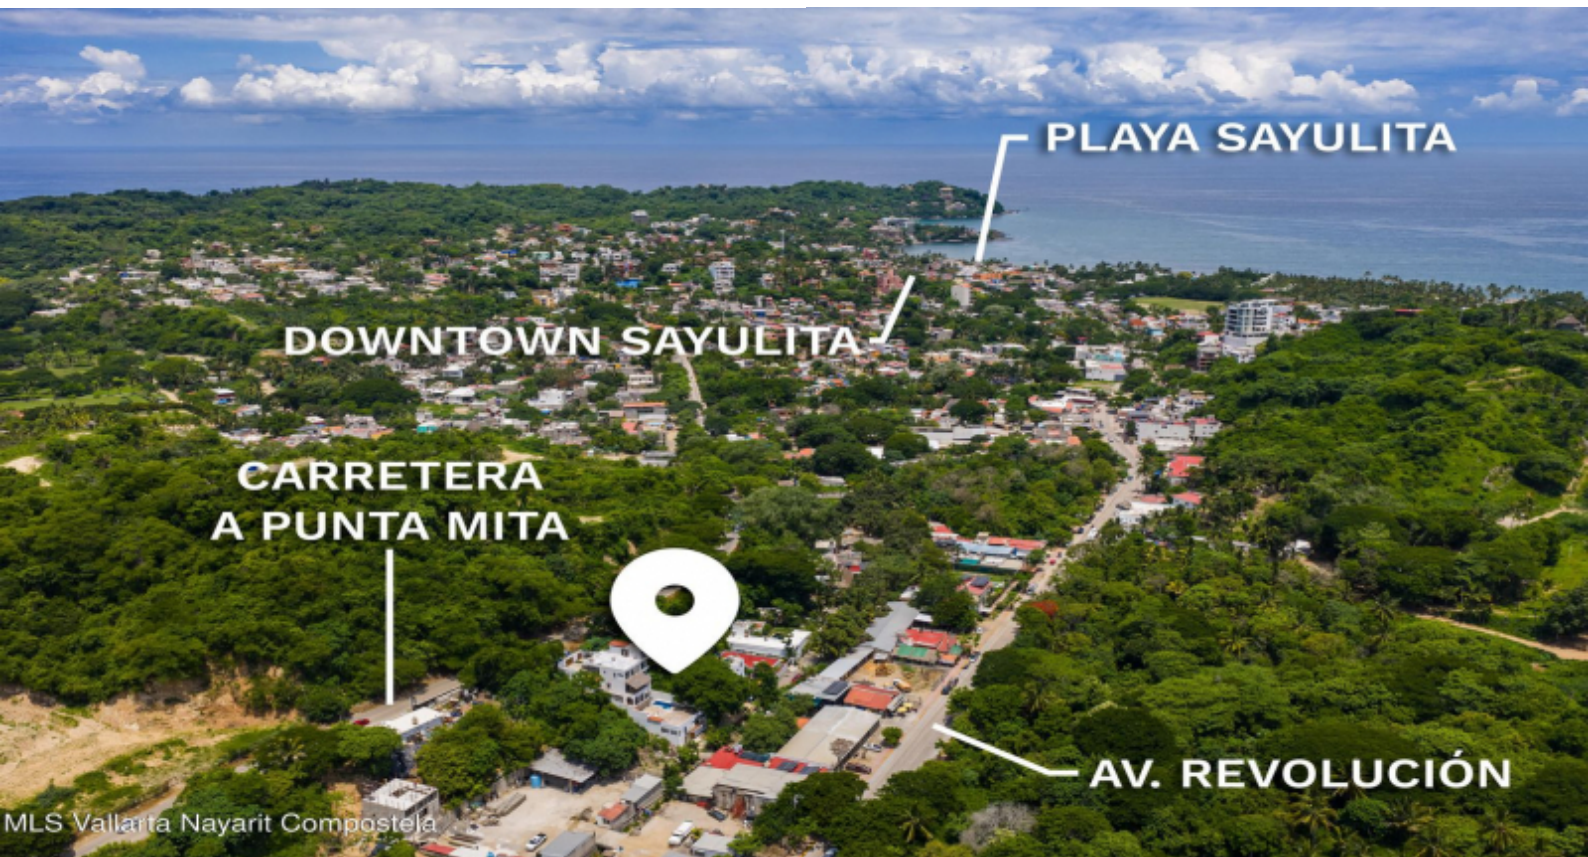 PLAYA SAYULITA
DOWNTOWN SAYULITA
CARRETERA
A PUNTA MITA
AV. REVOLUCIÓN
MLS Vallarta Nayarit Compostela